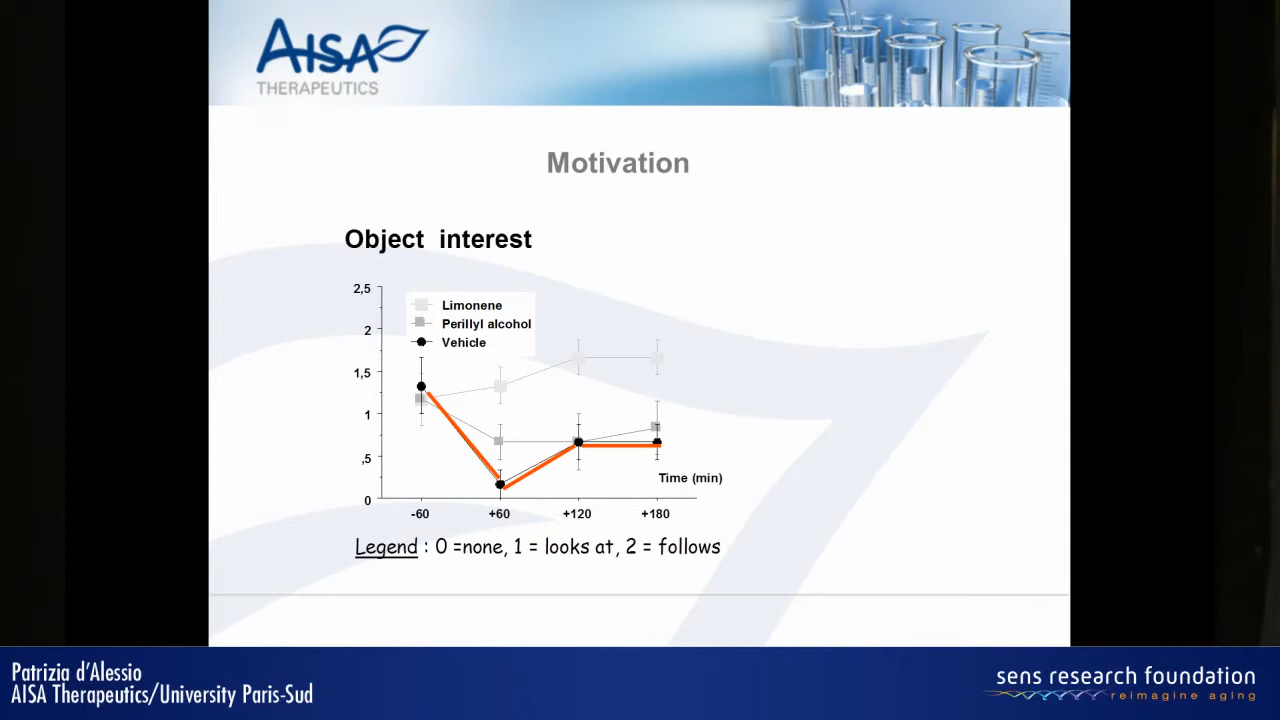 AISA
THERAPEUTICS
Motivation
Object interest
2,5
2
1,5
1
,5
0
Limonene
Perillyl alcohol
Vehicle
Time (min)
-60 +60 +120 +180
Legend : 0 =none, 1 = looks at, 2 = follows
Patrizia d'Alessio
AISA Therapeutics/University Paris-Sud
sens research foundation
reimagine aging